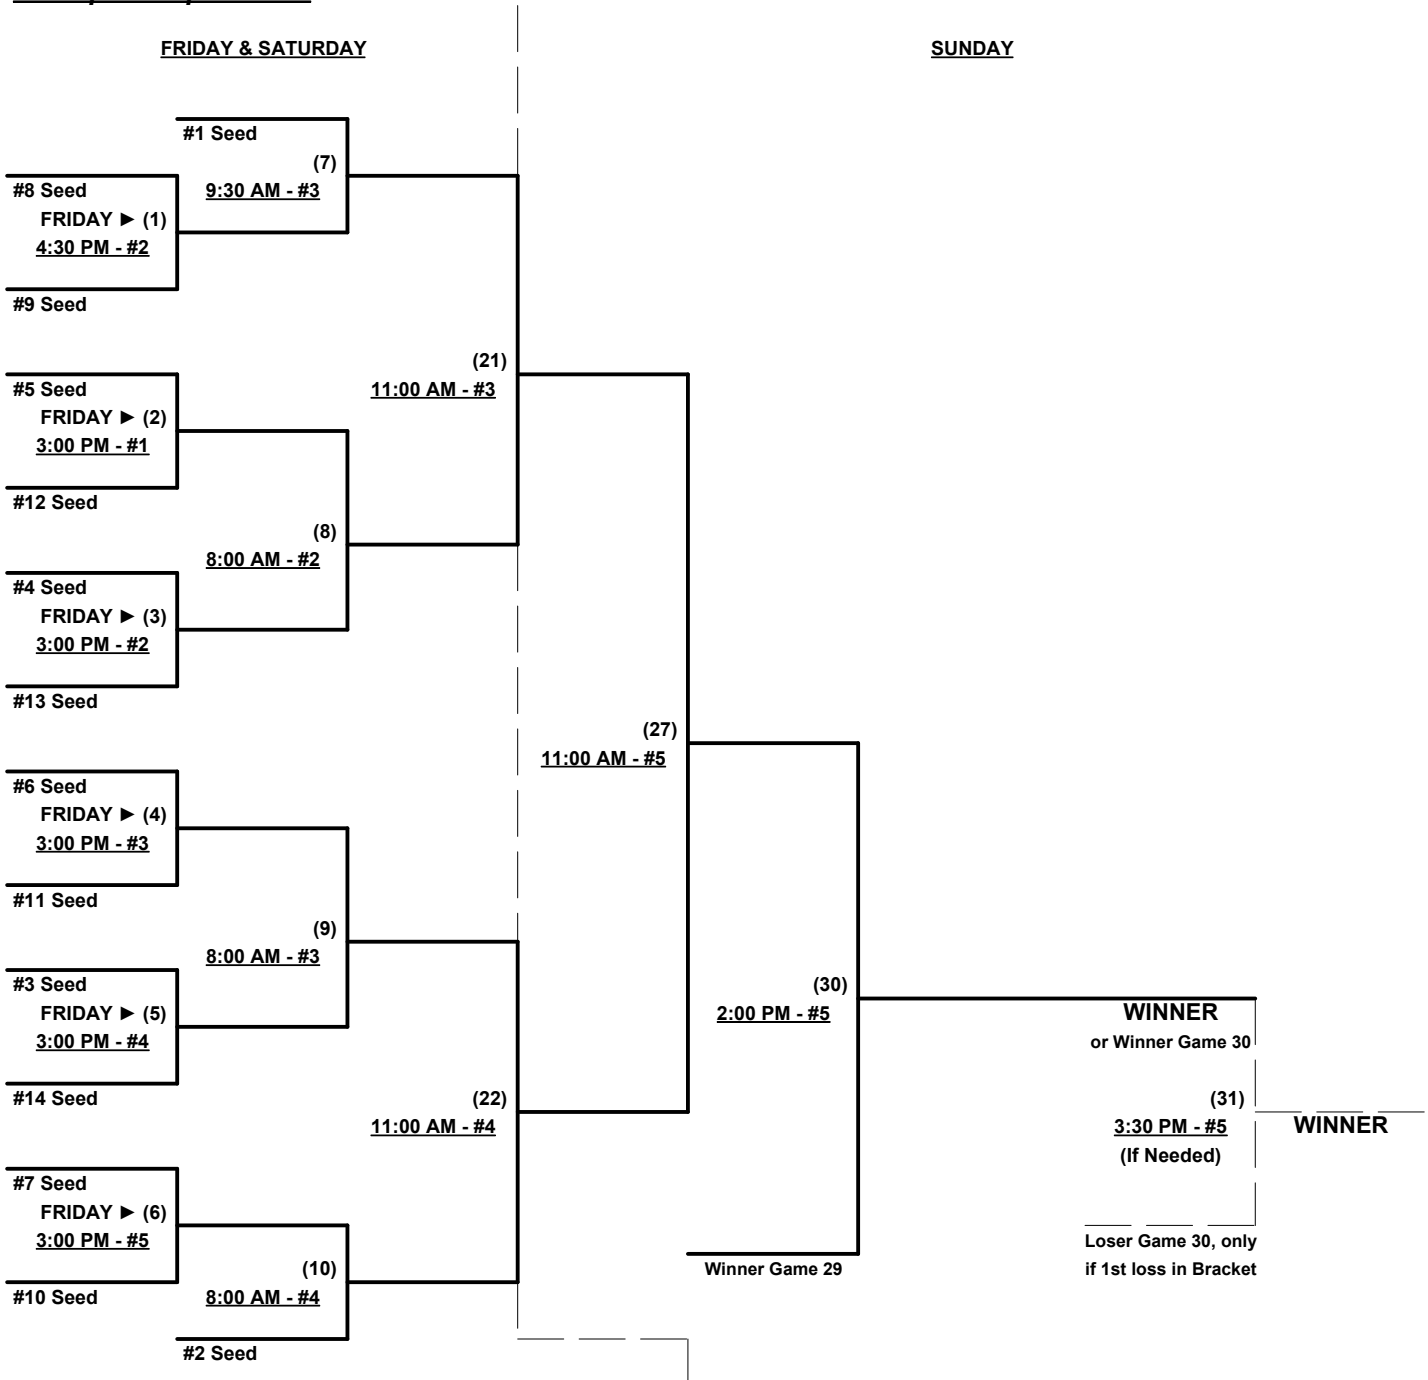 FRIDAY & SATURDAY
SUNDAY
#1 Seed
(7)
9:30 AM - #3
#8 Seed
FRIDAY ► (1)
4:30 PM - #2
#9 Seed
(21)
11:00 AM - #3
#5 Seed
FRIDAY ► (2)
3:00 PM - #1
#12 Seed
(8)
8:00 AM - #2
#4 Seed
FRIDAY ► (3)
3:00 PM - #2
#13 Seed
(27)
11:00 AM - #5
#6 Seed
FRIDAY ► (4)
3:00 PM - #3
#11 Seed
(9)
8:00 AM - #3
#3 Seed
FRIDAY ► (5)
3:00 PM - #4
#14 Seed
(30)
2:00 PM - #5
WINNER
or Winner Game 30
(31)
3:30 PM - #5
(If Needed)
WINNER
(22)
11:00 AM - #4
#7 Seed
FRIDAY ► (6)
3:00 PM - #5
#10 Seed
(10)
8:00 AM - #4
#2 Seed
Winner Game 29
Loser Game 30, only
if 1st loss in Bracket